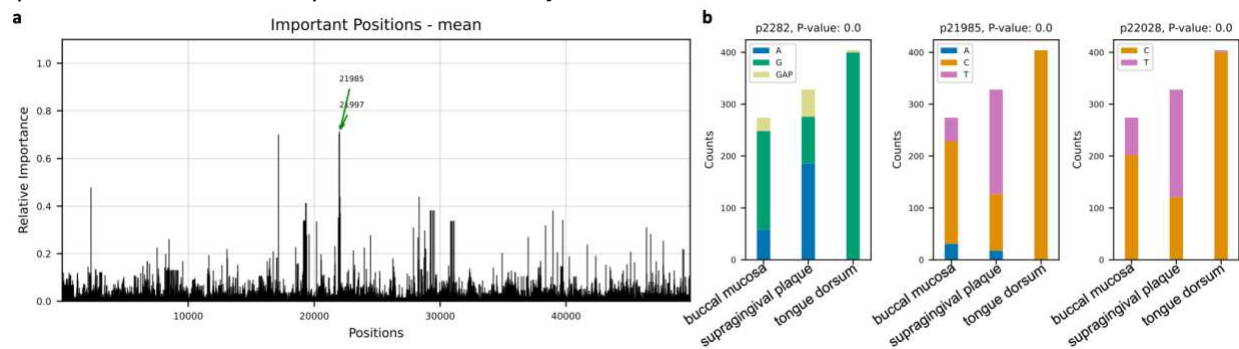 a
Important Positions - mean
Relative Importance
1.0
0.8
0.6
0.4
0.2
0.0
21985
21997
10000
20000
30000
40000
Positions
b
p2282, P-value: 0.0
A
G
GAP
Counts
400
300
200
100
0
buccal mucosa
supragingival plaque
tongue dorsum
p21985, P-value: 0.0
A
C
T
Counts
400
300
200
100
0
buccal mucosa
supragingival plaque
tongue dorsum
p22028, P-value: 0.0
C
T
Counts
400
300
200
100
0
buccal mucosa
supragingival plaque
tongue dorsum